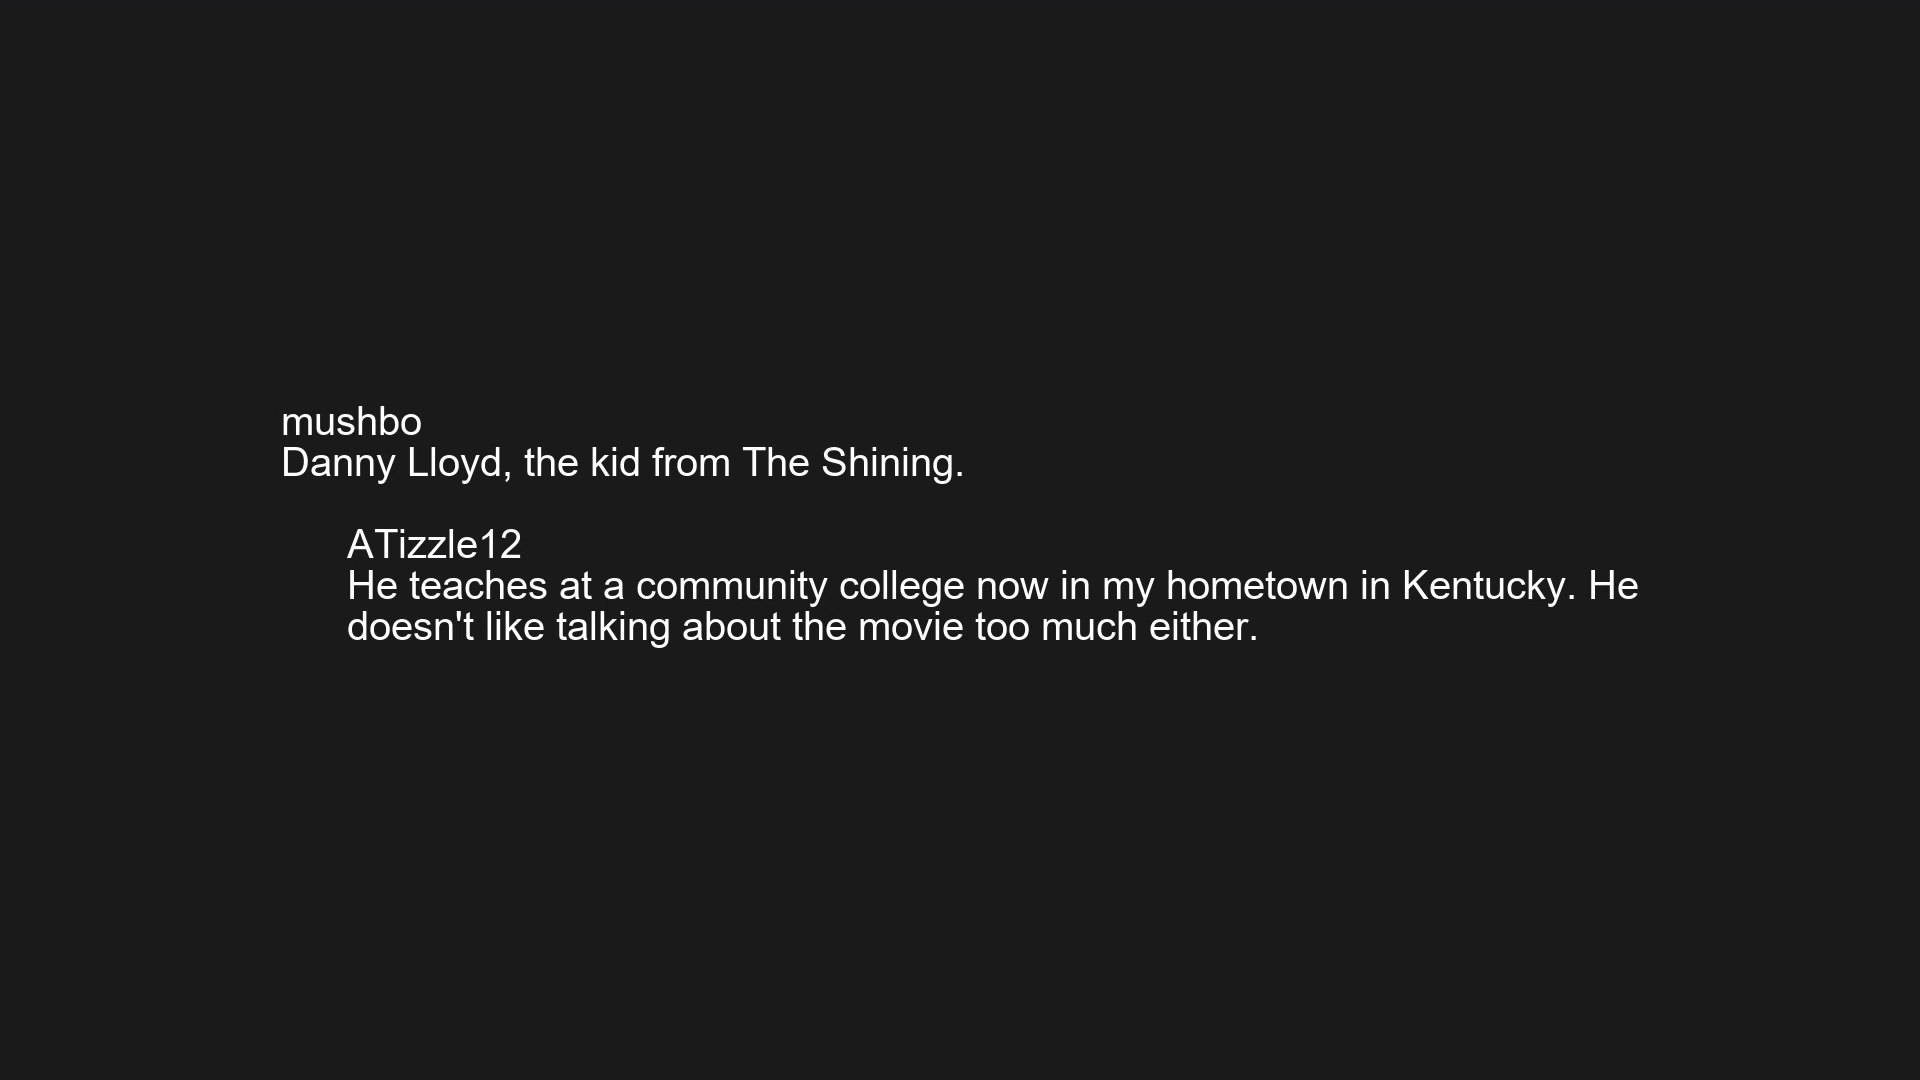 mushbo
Danny Lloyd, the kid from The Shining.
ATizzle12
He teaches at a community college now in my hometown in Kentucky. He
doesn't like talking about the movie too much either.